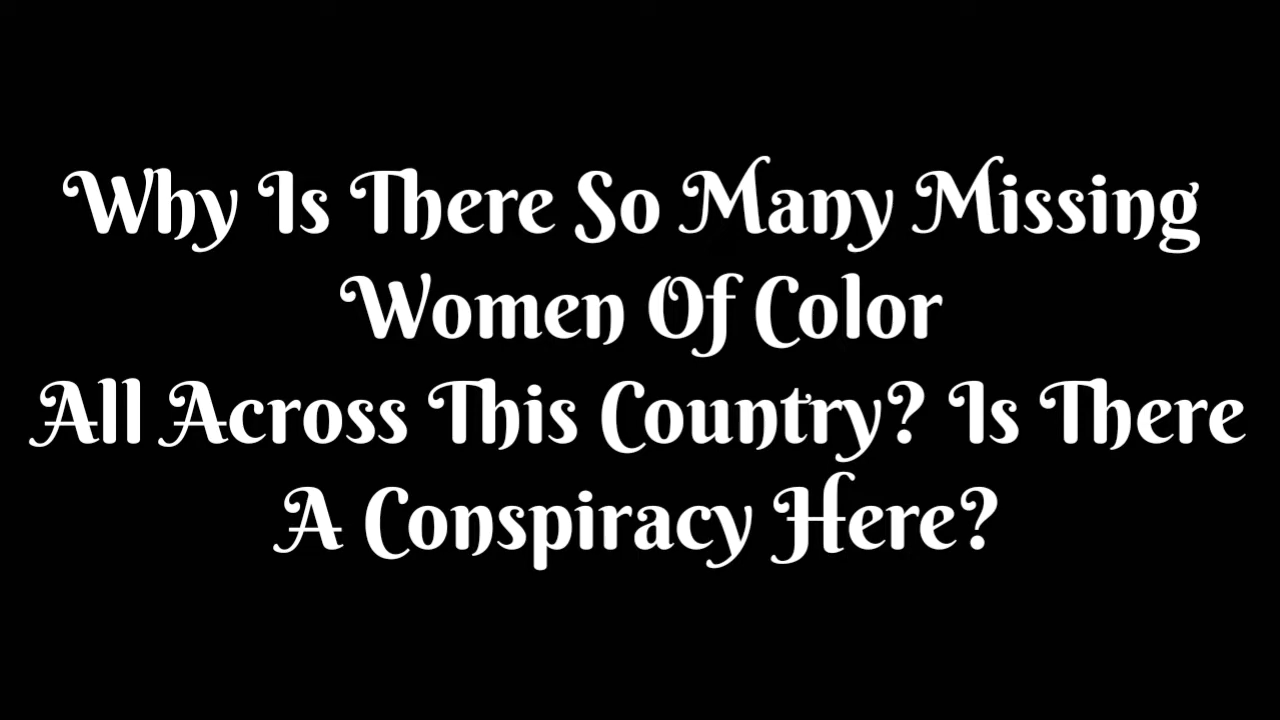 Why Is There So Many Missing
Women Of Color
All Across This Country? Is There
A Conspiracy Here?